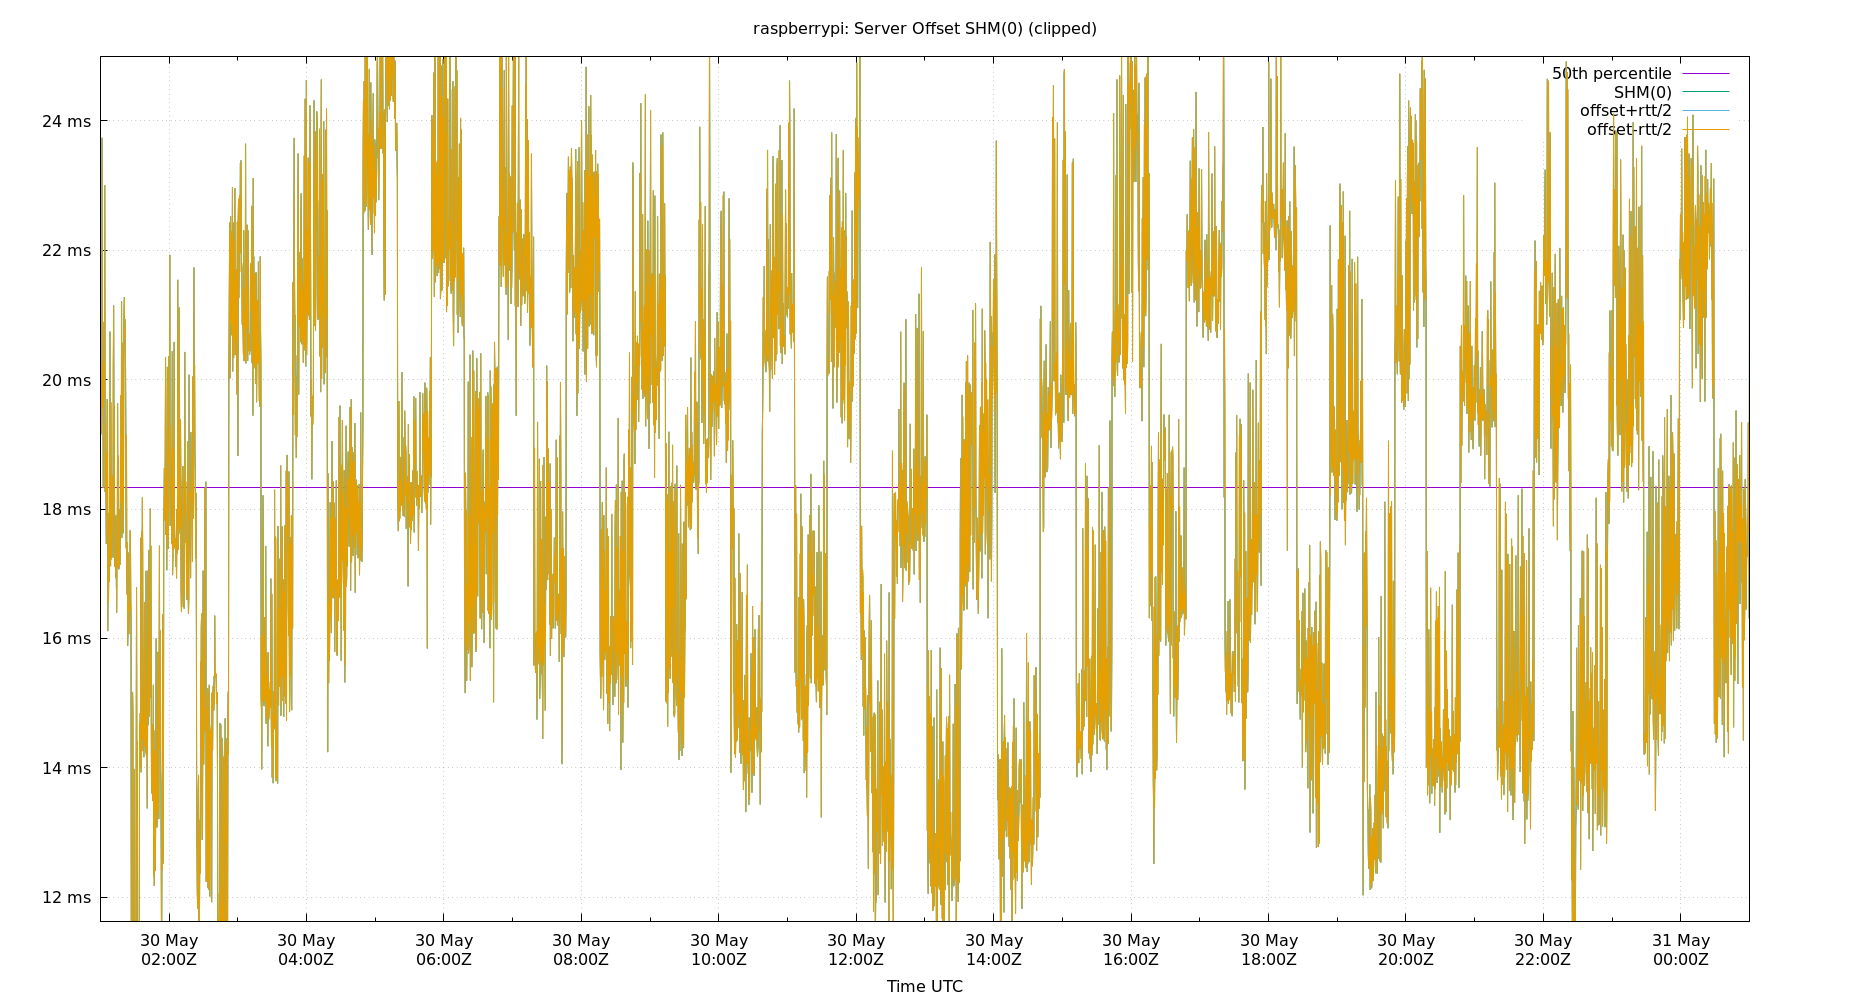 raspberrypi: Server Offset SHM(0) (clipped)
50th percentile
SHM(0)
offset+rtt/2
offset-rtt/2
24 ms
22 ms
20 ms
18 ms
16 ms
14 ms
12 ms
30 May 30 May 30 May 30 May 30 May 30 May 30 May 30 May 30 May 30 May 30 May 31 May
02:00Z 04:00Z 06:00Z 08:00Z 10:00Z 12:00Z 14:00Z 16:00Z 18:00Z 20:00Z 22:00Z 00:00Z
Time UTC